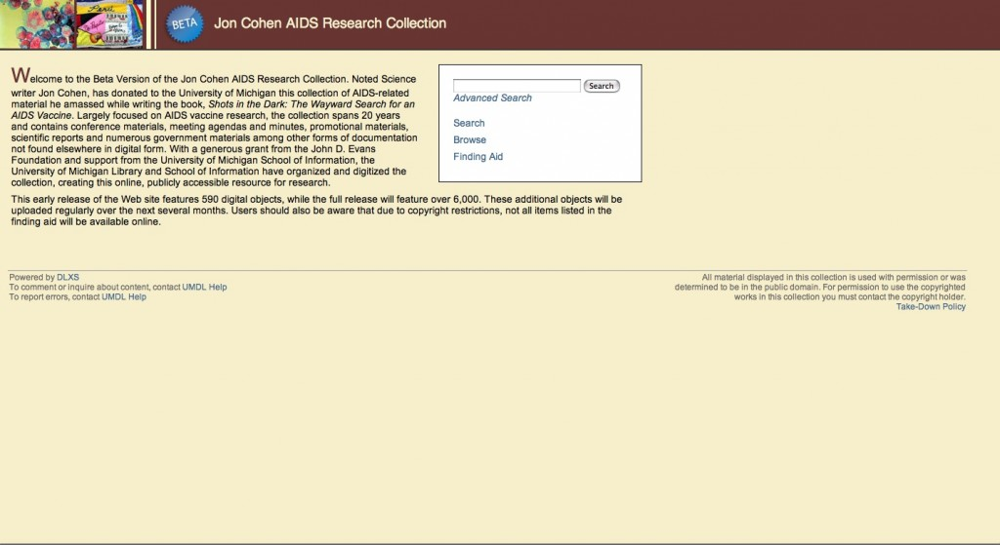 BETA
Jon Cohen AIDS Research Collection
Welcome to the Beta Version of the Jon Cohen AIDS Research Collection. Noted Science
writer Jon Cohen, has donated to the University of Michigan this collection of AIDS-related
material he amassed while writing the book, Shots in the Dark: The Wayward Search for an
AIDS Vaccine. Largely focused on AIDS vaccine research, the collection spans 20 years
and contains conference materials, meeting agendas and minutes, promotional materials,
scientific reports and numerous government materials among other forms of documentation
not found elsewhere in digital form. With a generous grant from the John D. Evans
Foundation and support from the University of Michigan School of Information, the
University of Michigan Library and School of Information have organized and digitized the
collection, creating this online, publicly accessible resource for research.
Search
Advanced Search
Search
Browse
Finding Aid
This early release of the Web site features 590 digital objects, while the full release will feature over 6,000. These additional objects will be
uploaded regularly over the next several months. Users should also be aware that due to copyright restrictions, not all items listed in the
finding aid will be available online.
Powered by DLXS
To comment or inquire about content, contact UMDL Help
To report errors, contact UMDL Help
All material displayed in this collection is used with permission or was
determined to be in the public domain. For permission to use the copyrighted
works in this collection you must contact the copyright holder.
Take-Down Policy